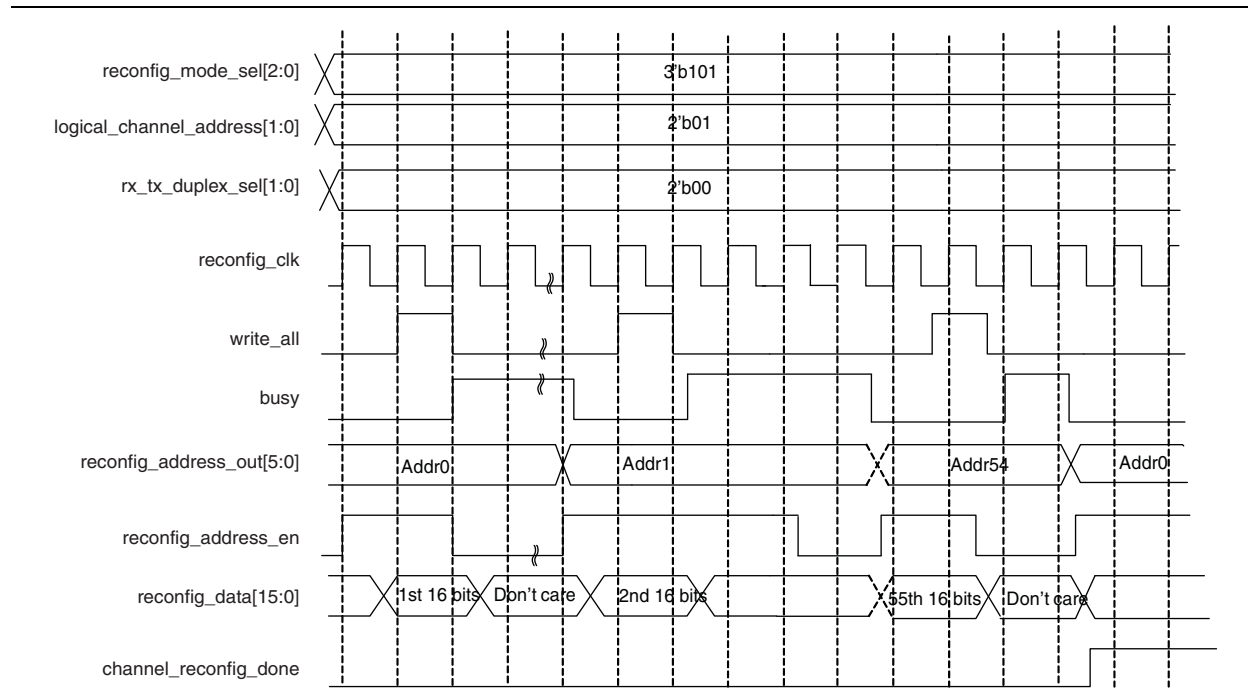 reconfig_mode_sel[2:0] 3'b101
logical_channel_address[1:0] 2'b01
rx_tx_duplex_sel[1:0] 2'b00
reconfig_clk
write_all
busy
reconfig_address_out[5:0] Addr0 Addr1 Addr54 Addr0
reconfig_address_en
reconfig_data[15:0] 1st 16 bits Don't care 2nd 16 bits 55th 16 bits Don't care
channel_reconfig_done